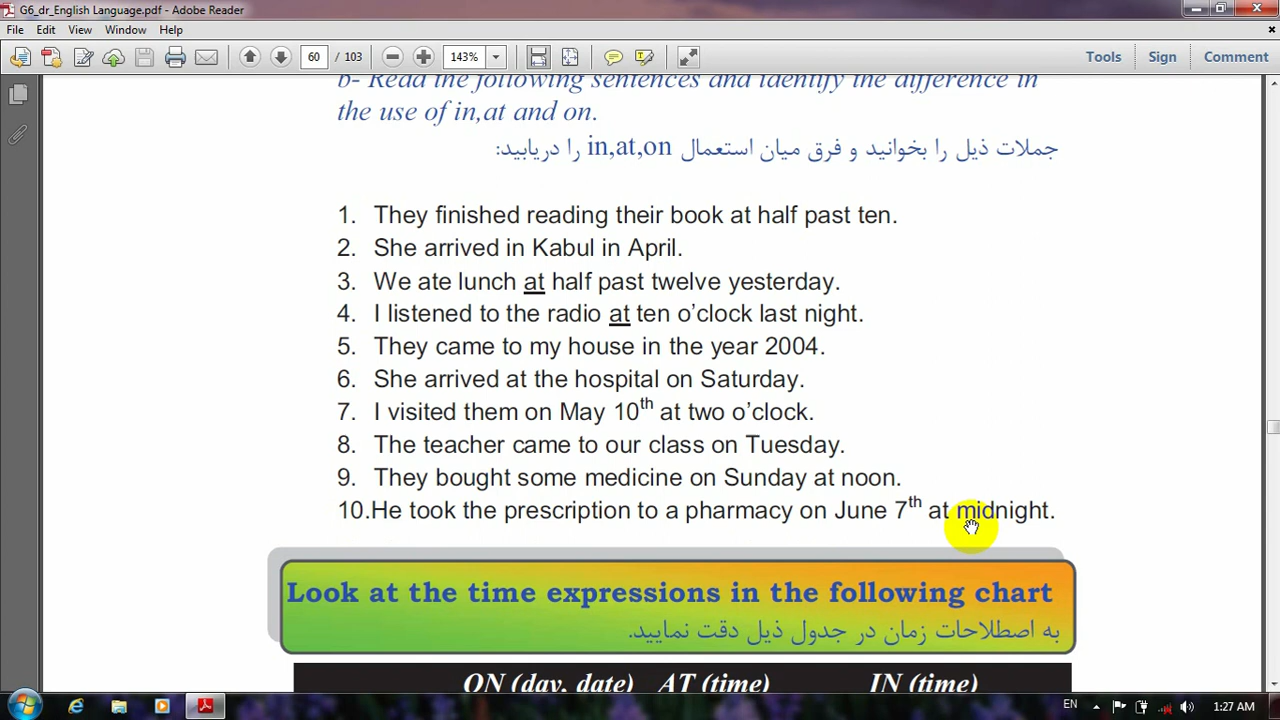 G6_dr_English Language.pdf - Adobe Reader
File Edit View Window Help
60 / 103 143% Tools Sign Comment
b- Read the following sentences and identify the difference in
the use of in,at and on.
جملات ذیل را بخوانید و فرق میان استعمال in,at,on را دریابید:
1. They finished reading their book at half past ten.
2. She arrived in Kabul in April.
3. We ate lunch at half past twelve yesterday.
4. I listened to the radio at ten o’clock last night.
5. They came to my house in the year 2004.
6. She arrived at the hospital on Saturday.
7. I visited them on May 10th at two o’clock.
8. The teacher came to our class on Tuesday.
9. They bought some medicine on Sunday at noon.
10.He took the prescription to a pharmacy on June 7th at midnight.
Look at the time expressions in the following chart
به اصطلاحات زمان در جدول ذیل دقت نمایید.
ON (day, date) AT (time) IN (time)
EN 1:27 AM